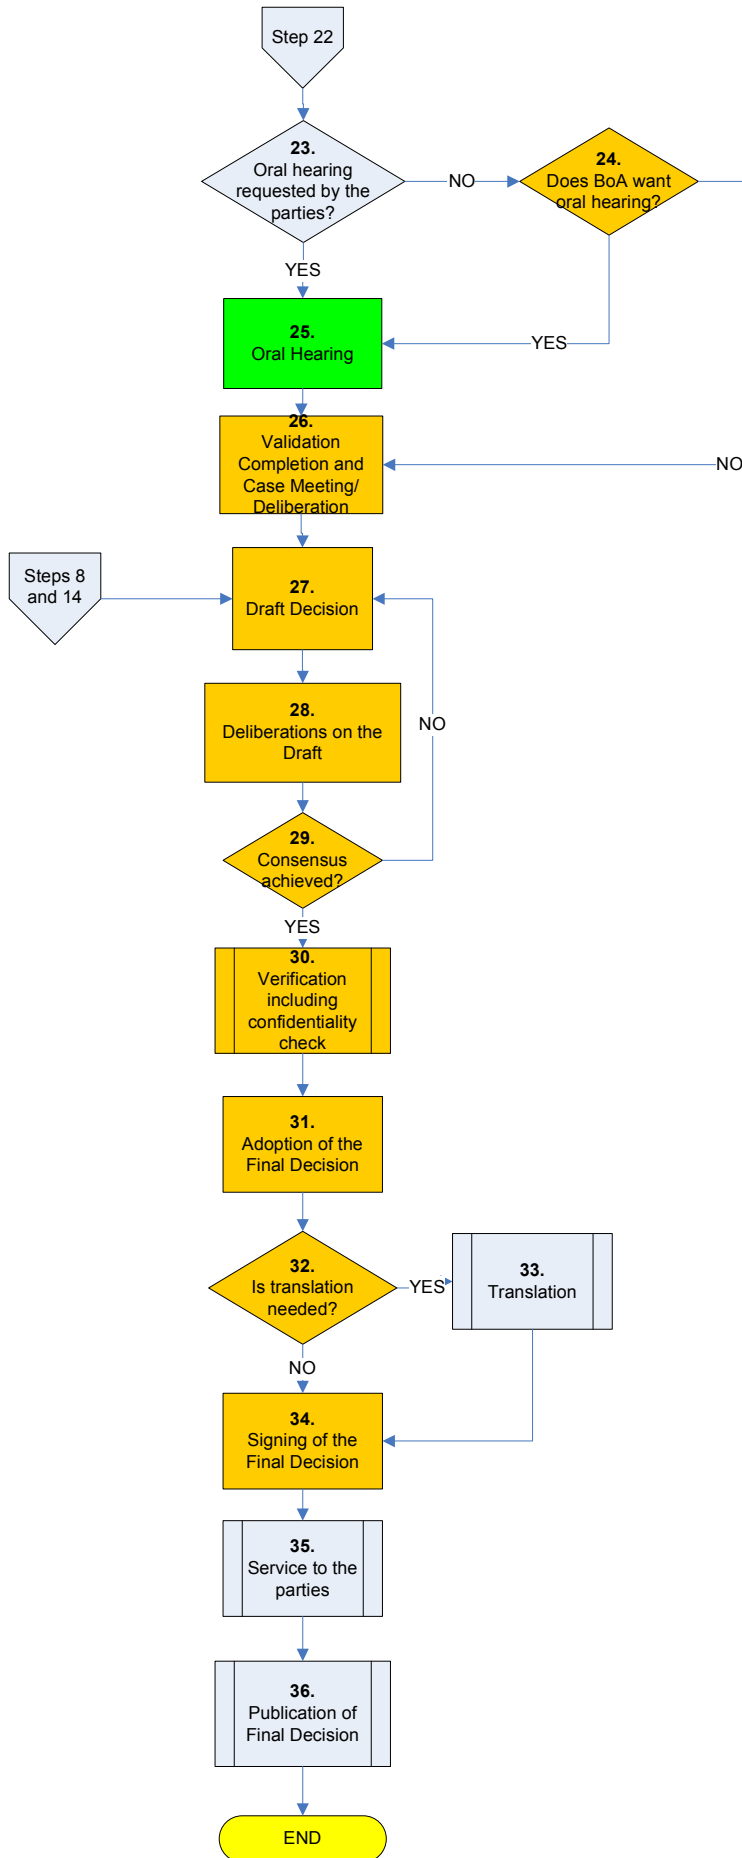 Step 22
23.
Oral hearing
requested by the
parties?
NO
24.
Does BoA want
oral hearing?
YES
25.
Oral Hearing
YES
26.
Validation
Completion and
Case Meeting/
Deliberation
NO
Steps 8
and 14
27.
Draft Decision
28.
Deliberations on the
Draft
NO
29.
Consensus
achieved?
YES
30.
Verification
including
confidentiality
check
31.
Adoption of the
Final Decision
32.
Is translation
needed?
YES
33.
Translation
NO
34.
Signing of the
Final Decision
35.
Service to the
parties
36.
Publication of
Final Decision
END